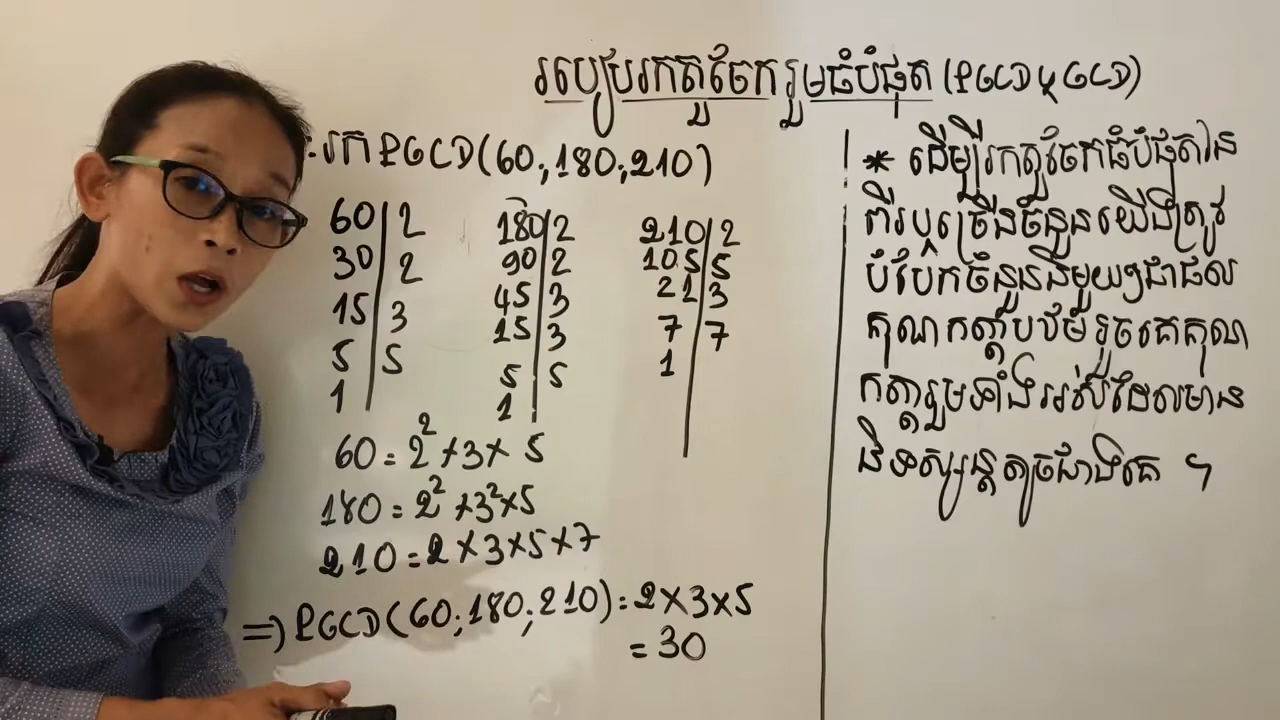 របៀបរកតួចែករួមធំបំផុត (PGCD ឬ GCD)
រក PGCD(60;180;210)
60 2
30 2
15 3
5 5
1
180 2
90 2
45 3
15 3
5 5
1
210 2
105 5
21 3
7 7
1
60 = 2² × 3 × 5
180 = 2² × 3² × 5
210 = 2 × 3 × 5 × 7
⇒ PGCD(60;180;210) = 2 × 3 × 5
= 30
* ដើម្បីរកតួចែកធំបំផុតនៃ
ពីរឬច្រើនចំនួនយើងត្រូវ
បំបែកចំនួននីមួយៗជាផល
គុណកត្តាបឋម រួចគេគុណ
កត្តារួមទាំងអស់ដែលមាន
និទស្សន្តតូចជាងគេ ។